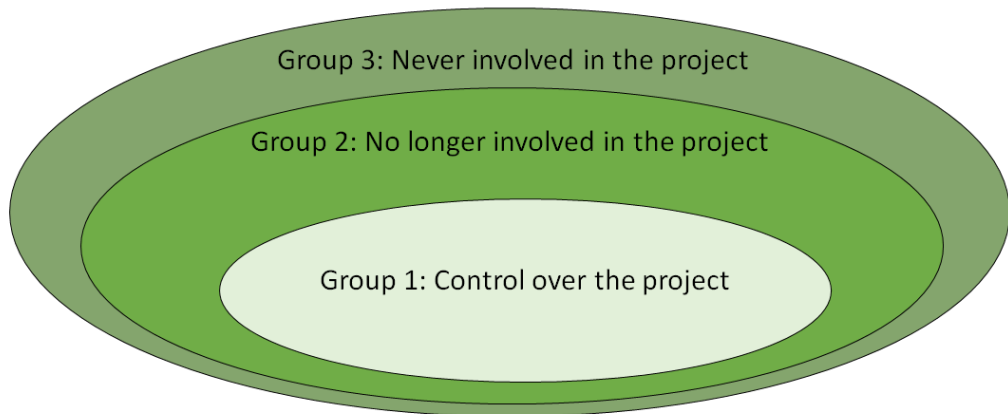 Group 3: Never involved in the project
Group 2: No longer involved in the project
Group 1: Control over the project